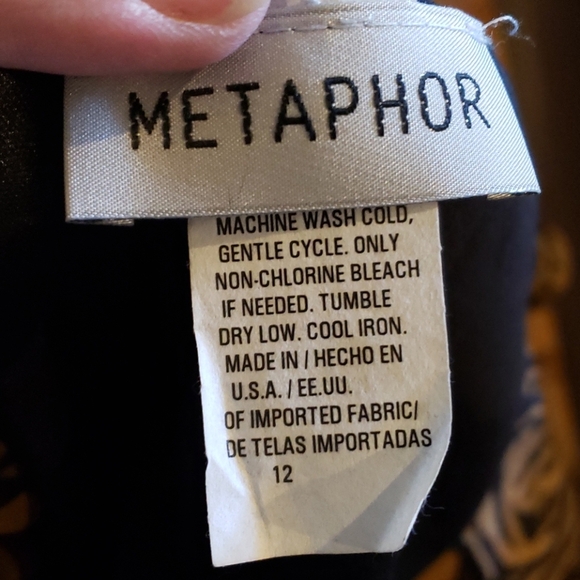 METAPHOR
MACHINE WASH COLD,
GENTLE CYCLE. ONLY
NON-CHLORINE BLEACH
IF NEEDED. TUMBLE
DRY LOW. COOL IRON.
MADE IN / HECHO EN
U.S.A. / EE.UU.
OF IMPORTED FABRIC/
DE TELAS IMPORTADAS
12